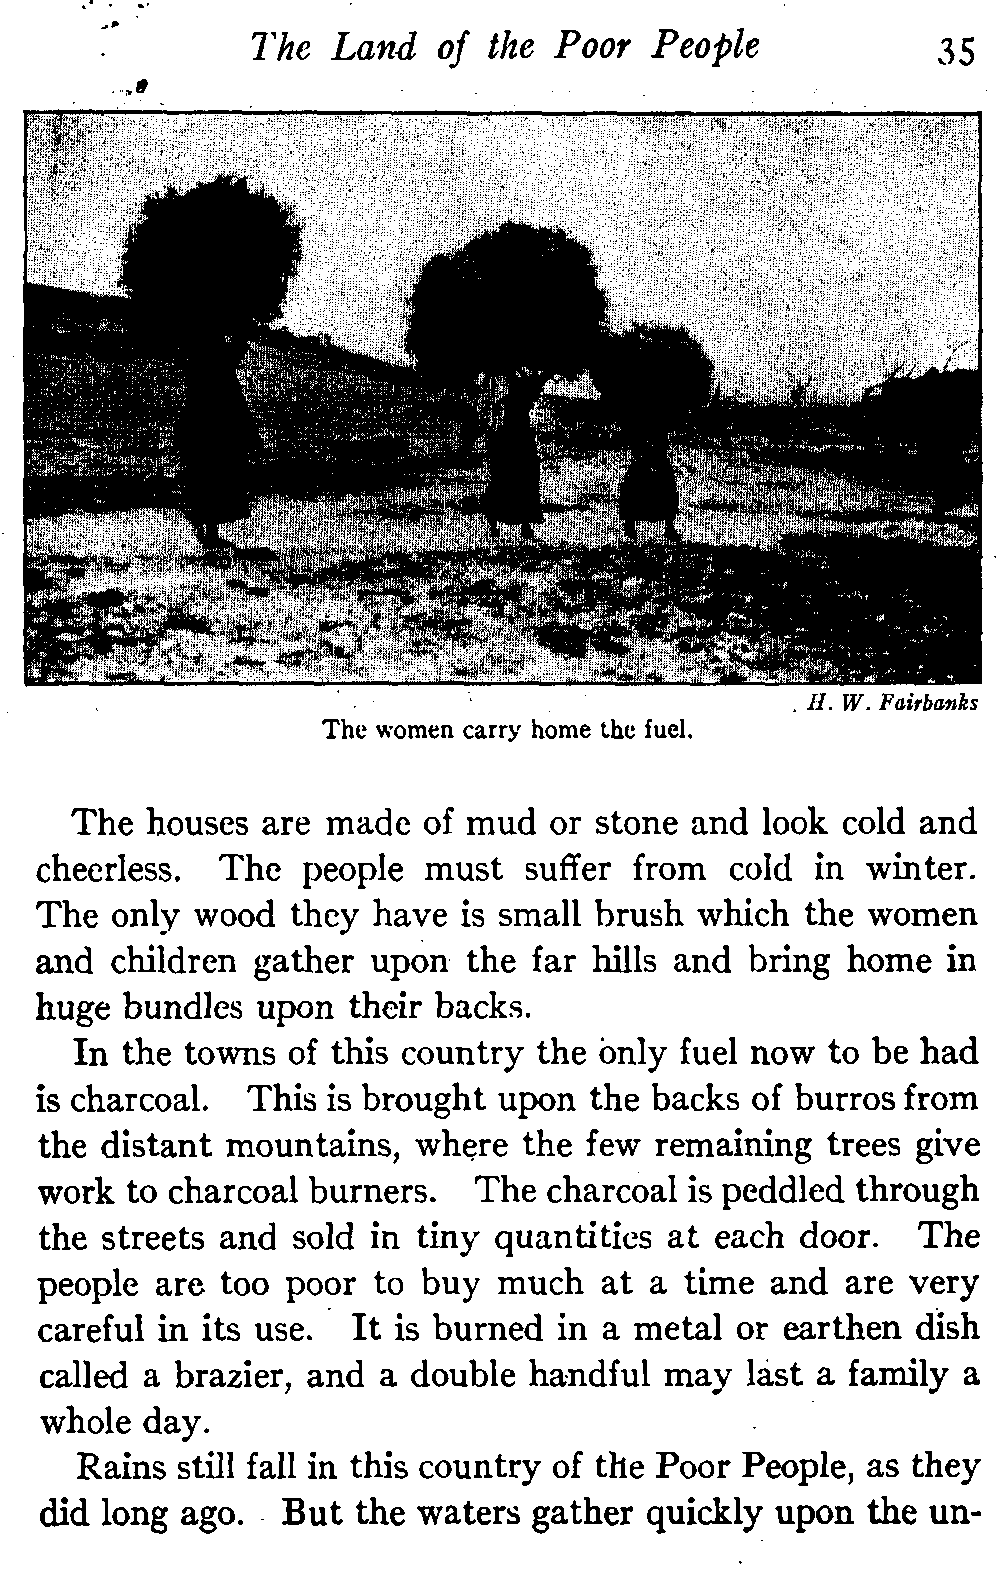 The Land of the Poor People 35
H. W. Fairbanks
The women carry home the fuel.
The houses are made of mud or stone and look cold and
cheerless. The people must suffer from cold in winter.
The only wood they have is small brush which the women
and children gather upon the far hills and bring home in
huge bundles upon their backs.
In the towns of this country the only fuel now to be had
is charcoal. This is brought upon the backs of burros from
the distant mountains, where the few remaining trees give
work to charcoal burners. The charcoal is peddled through
the streets and sold in tiny quantities at each door. The
people are too poor to buy much at a time and are very
careful in its use. It is burned in a metal or earthen dish
called a brazier, and a double handful may last a family a
whole day.
Rains still fall in this country of the Poor People, as they
did long ago. But the waters gather quickly upon the un-